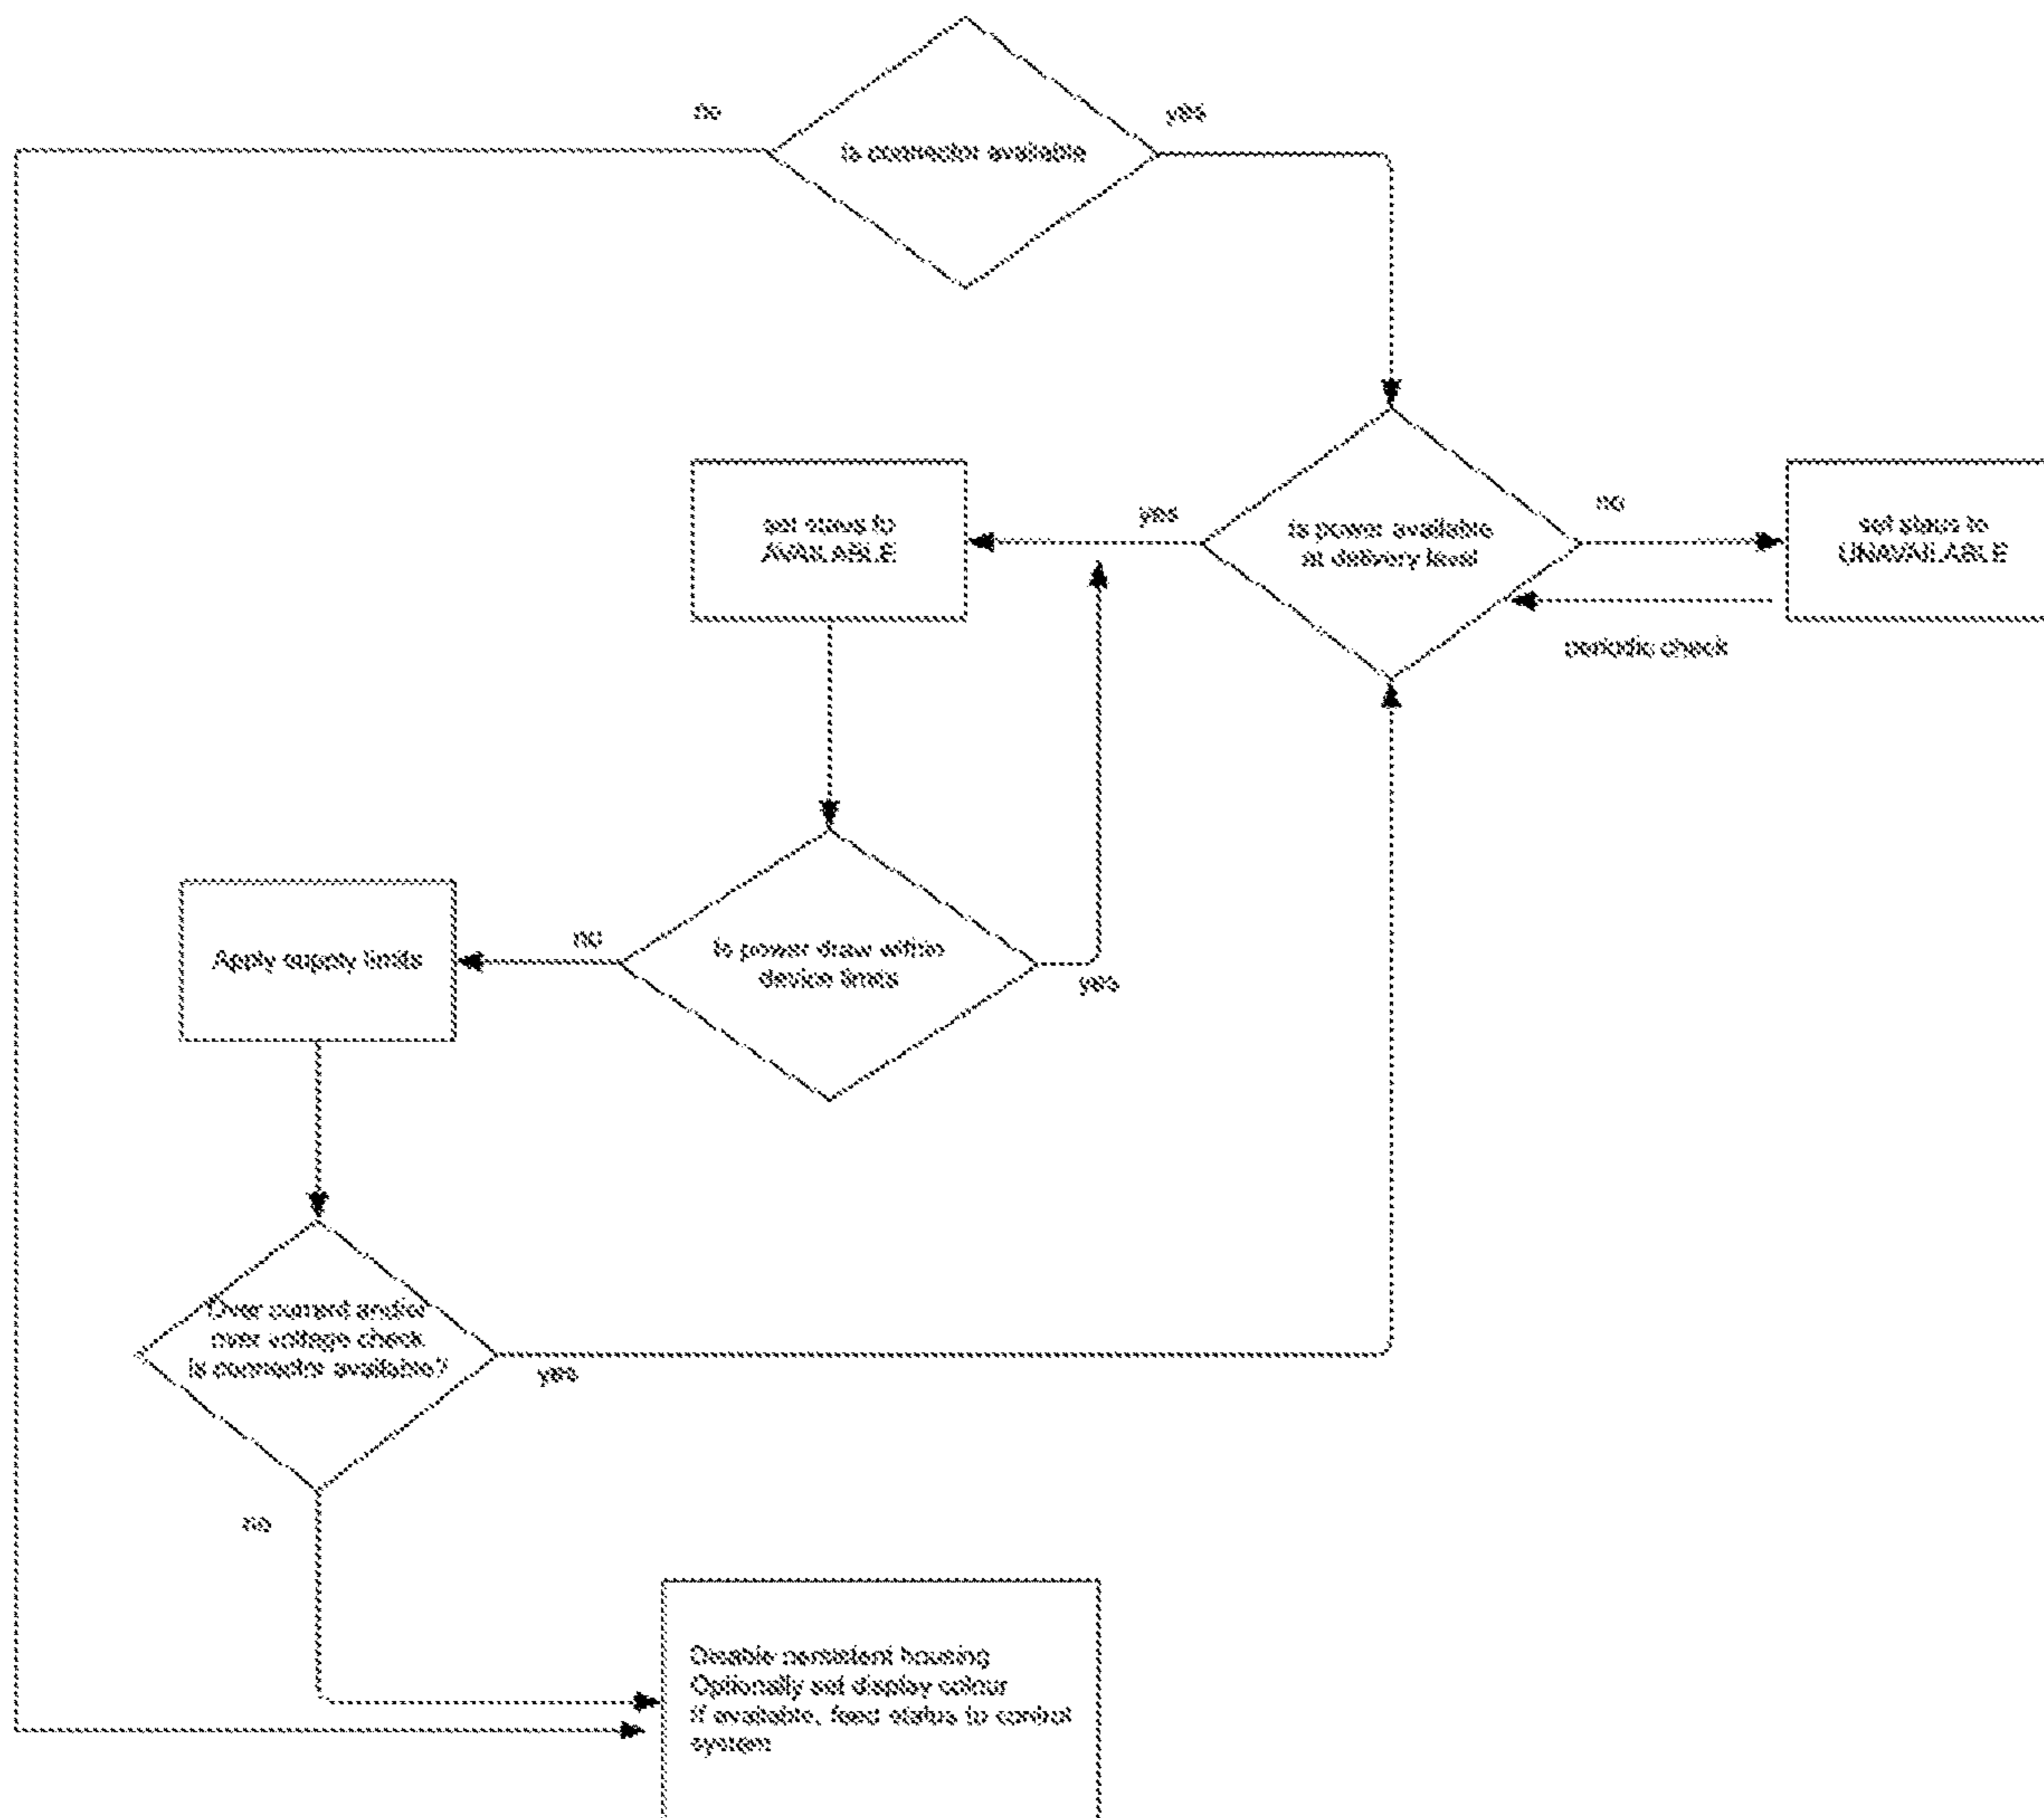 no
yes
is connector available
set status to
AVAILABLE
yes
is power available
at delivery level
no
set status to
UNAVAILABLE
periodic check
Apply supply limits
no
is power draw within
device limits
yes
Over current and/or
over voltage check
is connector available?
yes
no
Disable persistent housing
Optionally set display colour
If available, feed status to control
system